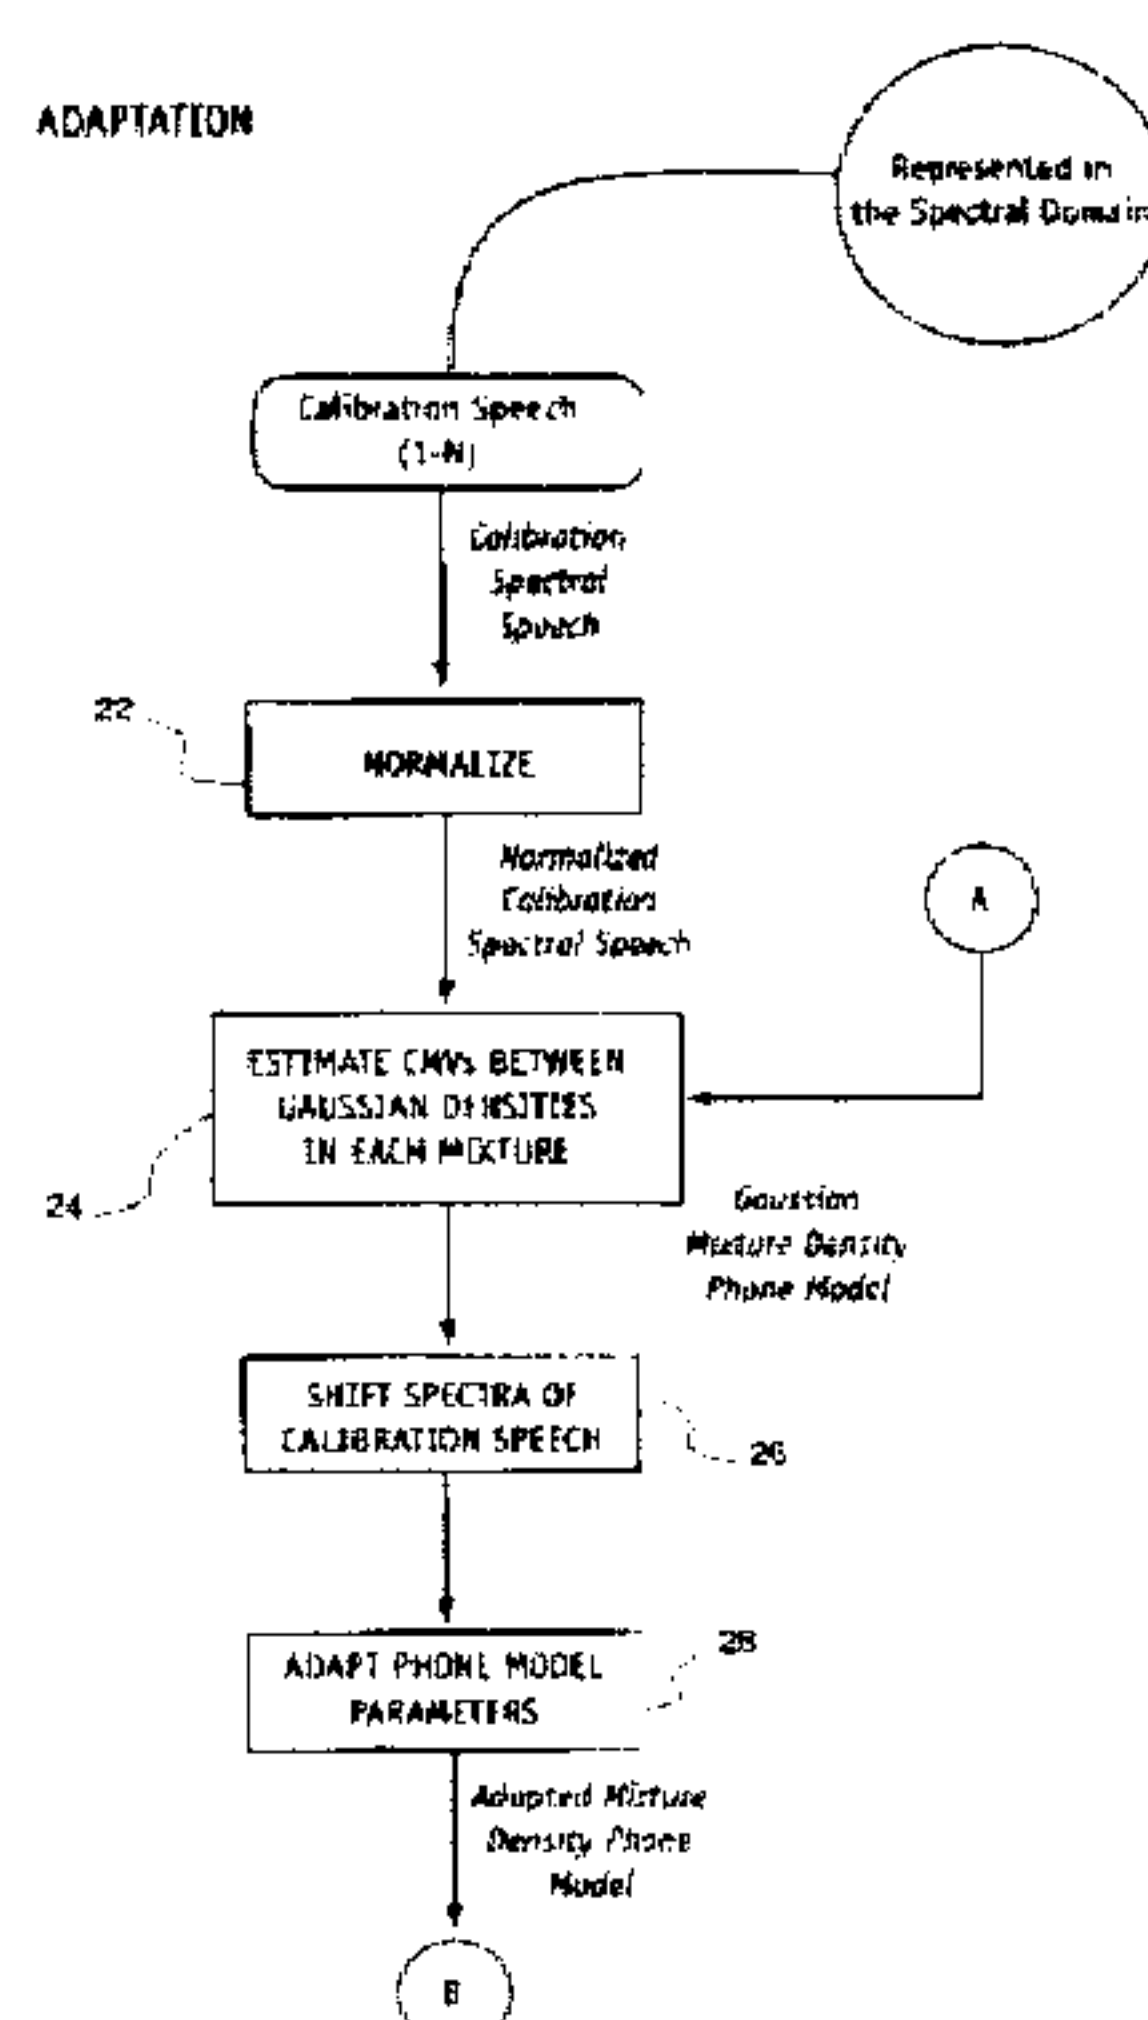 ADAPTATION
Represented in
the Spectral Domain
Calibration Speech
(1-N)
Calibration
Spectral
Speech
22
NORMALIZE
Normalized
Calibration
Spectral Speech
A
ESTIMATE CMVs BETWEEN
GAUSSIAN DENSITIES
IN EACH MIXTURE
24
Gaussian
Mixture Density
Phone Model
SHIFT SPECTRA OF
CALIBRATION SPEECH
26
28
ADAPT PHONE MODEL
PARAMETERS
Adapted Mixture
Density Phone
Model
B